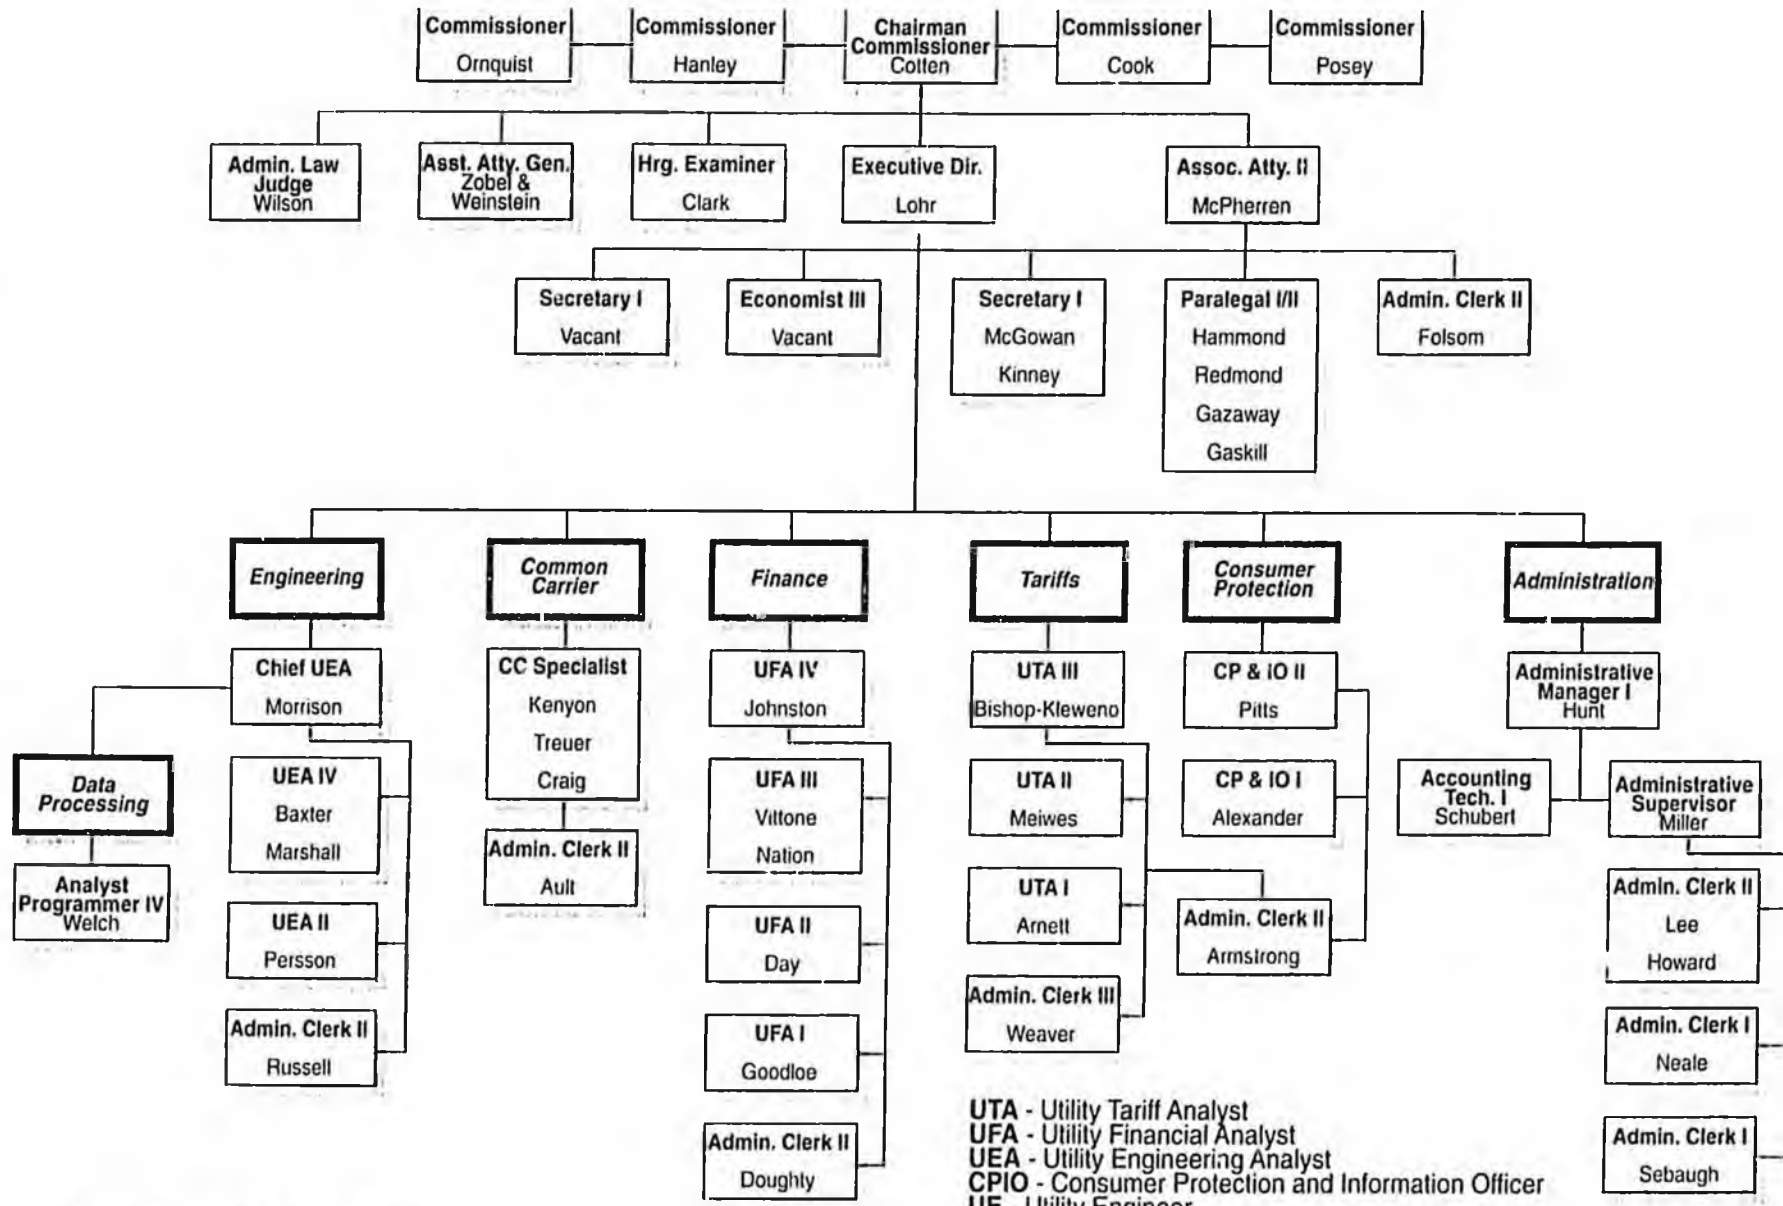 Commissioner
Ornquist
Commissioner
Hanley
Chairman
Commissioner
Cotten
Commissioner
Cook
Commissioner
Posey
Admin. Law
Judge
Wilson
Asst. Atty. Gen.
Zobel &
Weinstein
Hrg. Examiner
Clark
Executive Dir.
Lohr
Assoc. Atty. II
McPherren
Secretary I
Vacant
Economist III
Vacant
Secretary I
McGowan
Kinney
Paralegal I/II
Hammond
Redmond
Gazaway
Gaskill
Admin. Clerk II
Folsom
Engineering
Common
Carrier
Finance
Tariffs
Consumer
Protection
Administration
Chief UEA
Morrison
Data
Processing
Analyst
Programmer IV
Welch
UEA IV
Baxter
Marshall
UEA II
Persson
Admin. Clerk II
Russell
CC Specialist
Kenyon
Treuer
Craig
Admin. Clerk II
Ault
UFA IV
Johnston
UFA III
Vittone
Nation
UFA II
Day
UFA I
Goodloe
Admin. Clerk II
Doughly
UTA III
Bishop-Kleweno
UTA II
Meiwes
UTA I
Arnett
Admin. Clerk III
Weaver
CP & IO II
Pitts
CP & IO I
Alexander
Admin. Clerk II
Armstrong
Administrative
Manager I
Hunt
Accounting
Tech. I
Schubert
Administrative
Supervisor
Miller
Admin. Clerk II
Lee
Howard
Admin. Clerk I
Neale
Admin. Clerk I
Sebaugh
UTA - Utility Tariff Analyst
UFA - Utility Financial Analyst
UEA - Utility Engineering Analyst
CPIO - Consumer Protection and Information Officer
UE - Utility Engineer